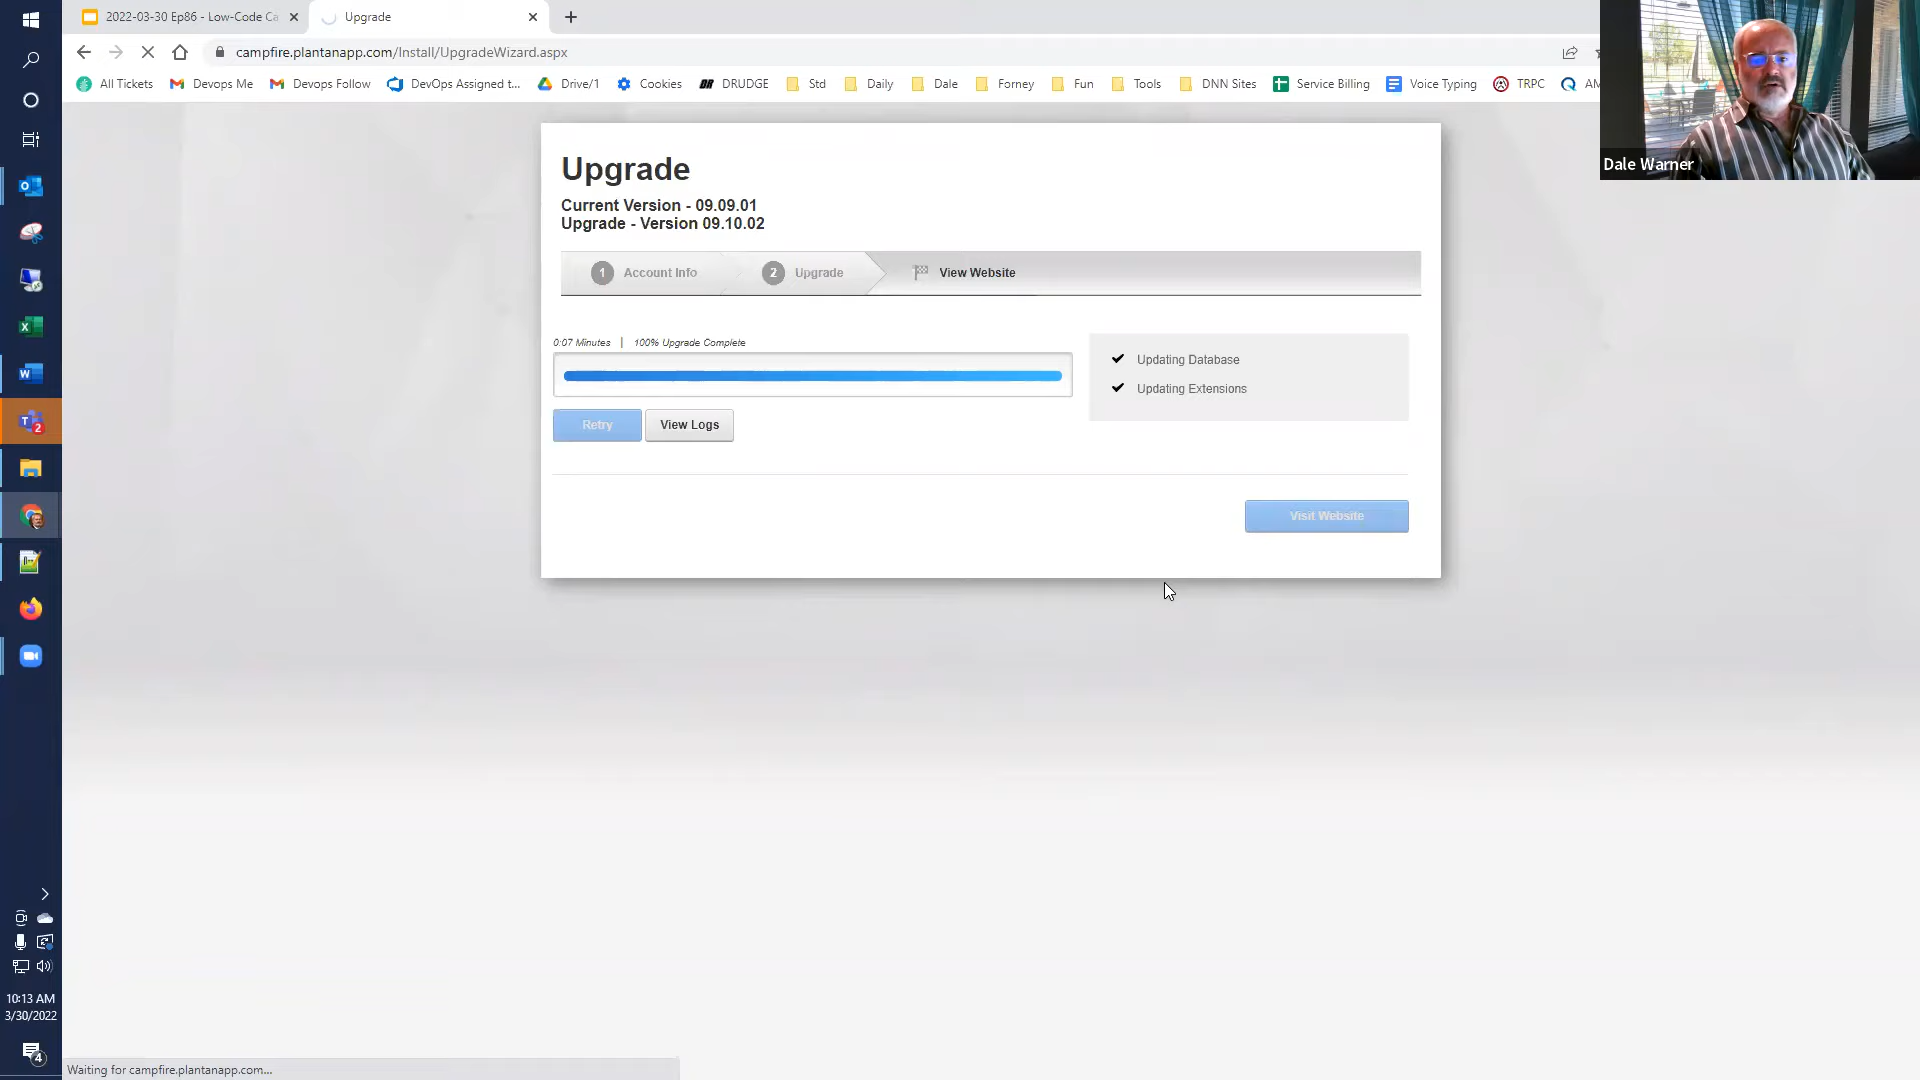 2022-03-30 Ep86 - Low-Code Ca
Upgrade
campfire.plantanapp.com/Install/UpgradeWizard.aspx
All Tickets Devops Me Devops Follow DevOps Assigned t... Drive/1 Cookies DR DRUDGE Std Daily Dale Forney Fun Tools DNN Sites Service Billing Voice Typing TRPC AM
Dale Warner
Upgrade
Current Version - 09.09.01
Upgrade - Version 09.10.02
1 Account Info 2 Upgrade View Website
0:07 Minutes | 100% Upgrade Complete
Updating Database
Updating Extensions
Retry View Logs
Visit Website
10:13 AM
3/30/2022
4
Waiting for campfire.plantanapp.com...